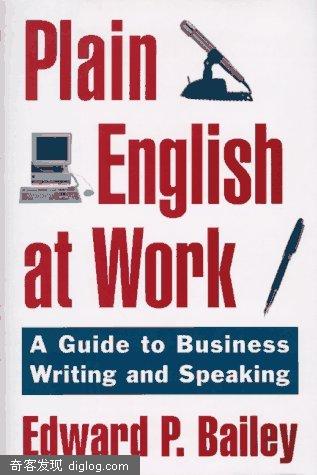 Plain
English
at Work
A Guide to Business
Writing and Speaking
Edward P. Bailey
奇客发现 diglog.com